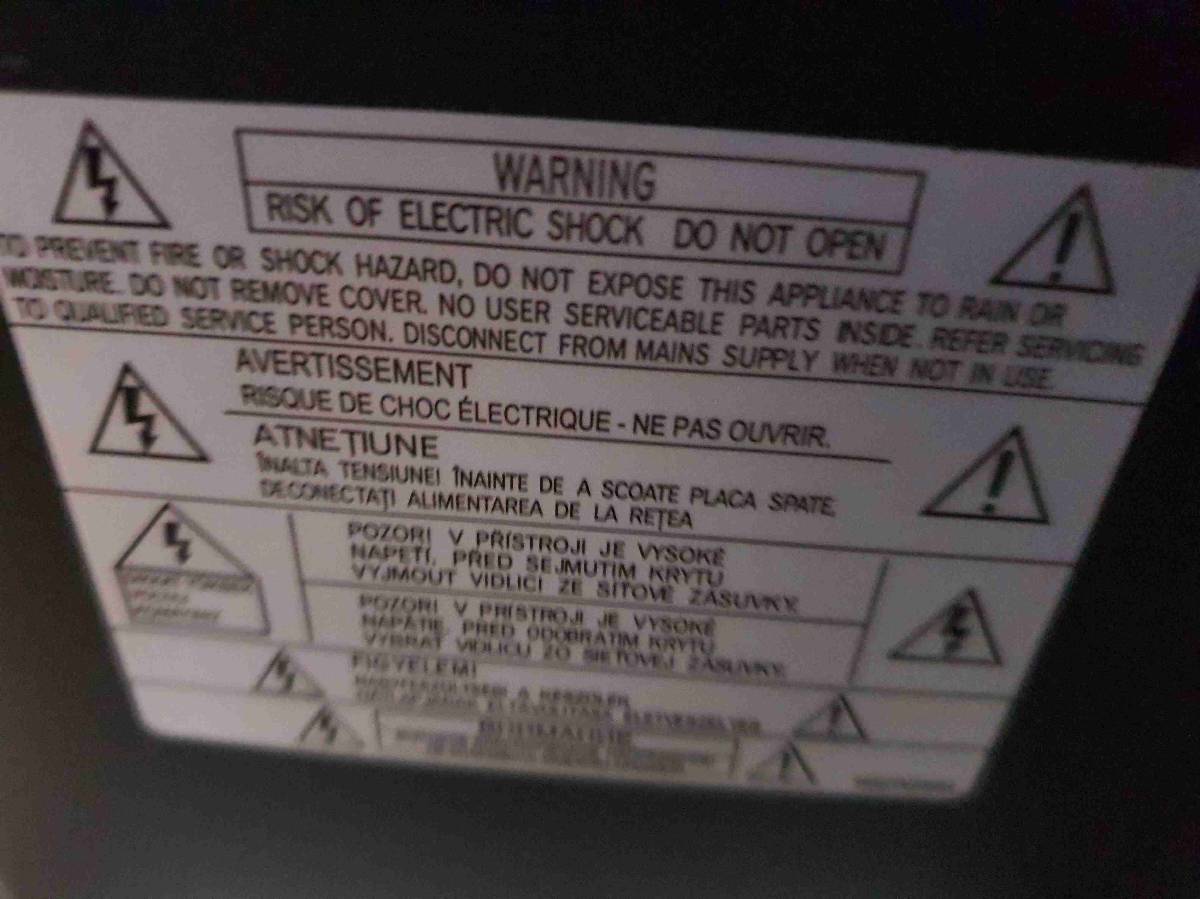 WARNING
RISK OF ELECTRIC SHOCK DO NOT OPEN
TO PREVENT FIRE OR SHOCK HAZARD, DO NOT EXPOSE THIS APPLIANCE TO RAIN OR
MOISTURE. DO NOT REMOVE COVER. NO USER SERVICEABLE PARTS INSIDE. REFER SERVICING
TO QUALIFIED SERVICE PERSON. DISCONNECT FROM MAINS SUPPLY WHEN NOT IN USE.
AVERTISSEMENT
RISQUE DE CHOC ÉLECTRIQUE - NE PAS OUVRIR.
ATNEȚIUNE
ÎNALTA TENSIUNE! ÎNAINTE DE A SCOATE PLACA SPATE,
DECONECTAȚI ALIMENTAREA DE LA REȚEA
POZOR! V PŘÍSTROJI JE VYSOKÉ
NAPĚTÍ, PŘED SEJMUTIM KRYTU
VYJMOUT VIDLICI ZE SÍŤOVÉ ZÁSUVKY.
POZOR! V PRÍSTROJI JE VYSOKÉ
NAPÄTIE, PRED ODOBRATÍM KRYTU
VYBRAŤ VIDLICU ZO SIEŤOVEJ ZÁSUVKY.
FIGYELEM!